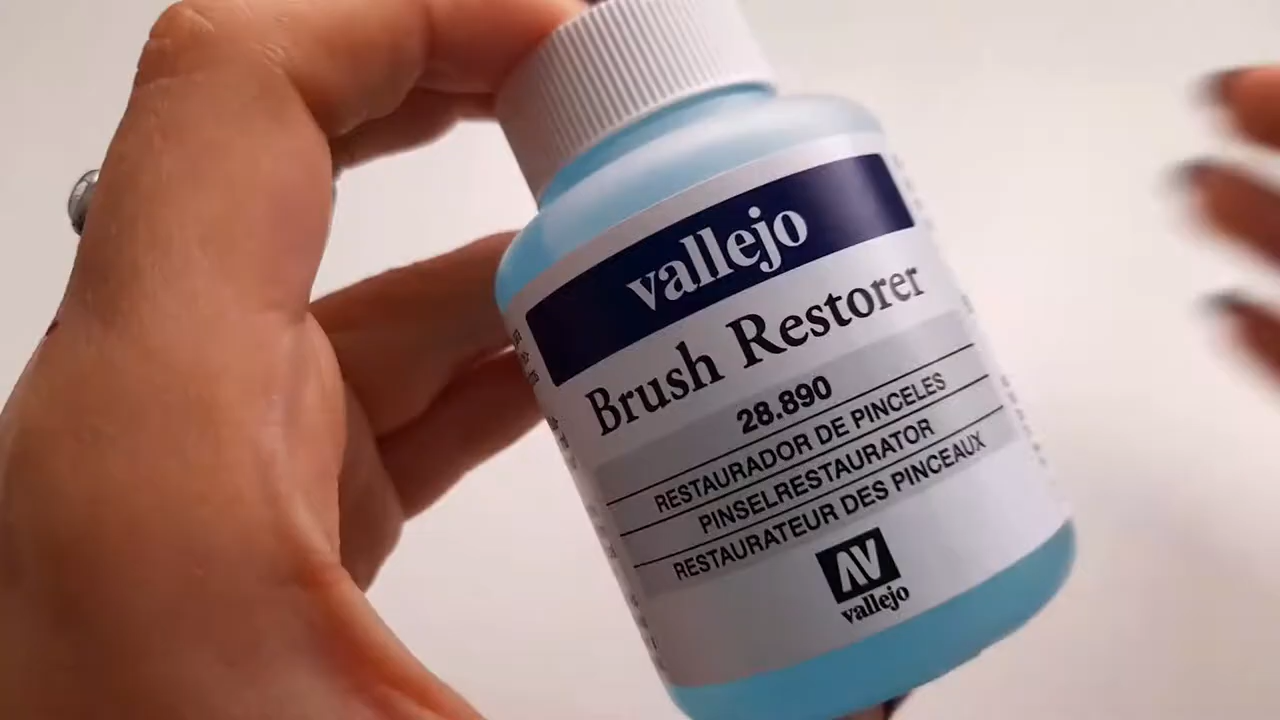 vallejo
Brush Restorer
28.890
RESTAURADOR DE PINCELES
PINSELRESTAURATOR
RESTAURATEUR DES PINCEAUX
AV
vallejo